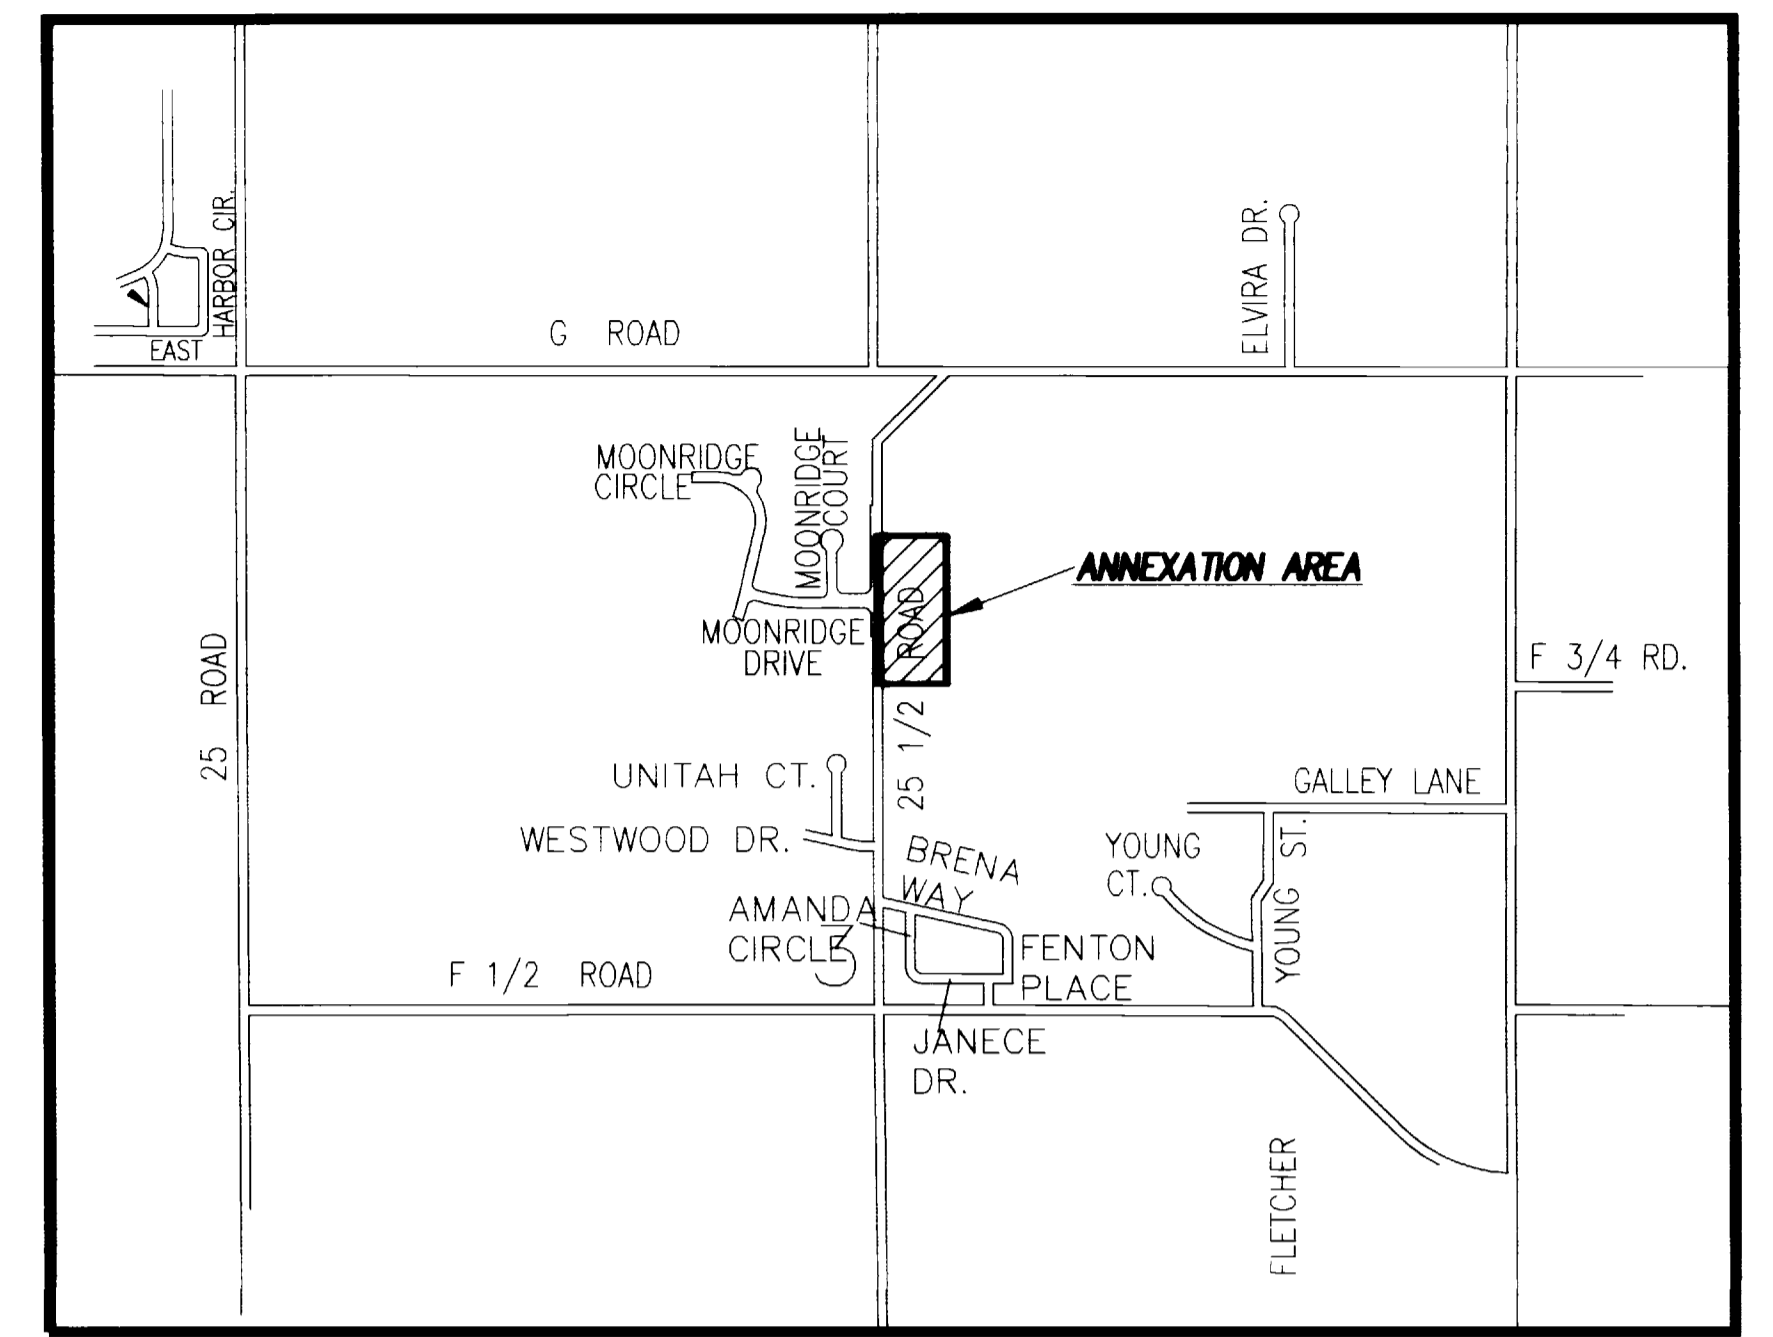 HARBOR CIR.
EAST
G ROAD
ELVIRA DR.
MOONRIDGE
CIRCLE
MOONRIDGE
COURT
ANNEXATION AREA
ROAD
25 1/2
MOONRIDGE
DRIVE
25 ROAD
F 3/4 RD.
UNITAH CT.
GALLEY LANE
WESTWOOD DR.
BRENA
WAY
YOUNG
CT.
YOUNG ST.
AMANDA
CIRCLE
3
FENTON
PLACE
F 1/2 ROAD
JANECE
DR.
FLETCHER